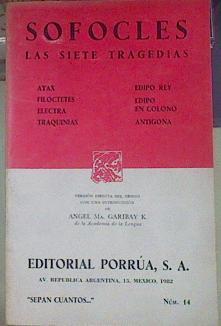 SOFOCLES
LAS SIETE TRAGEDIAS
AYAX
FILOCTETES
ELECTRA
TRAQUINIAS
EDIPO REY
EDIPO
EN COLONO
ANTIGONA
VERSIÓN DIRECTA DEL GRIEGO
CON UNA INTRODUCCIÓN
DE
ANGEL Ma. GARIBAY K.
de la Academia de la Lengua
EDITORIAL PORRÚA, S. A.
AV. REPUBLICA ARGENTINA, 15. MEXICO, 1982
"SEPAN CUANTOS..."
NÚM. 14